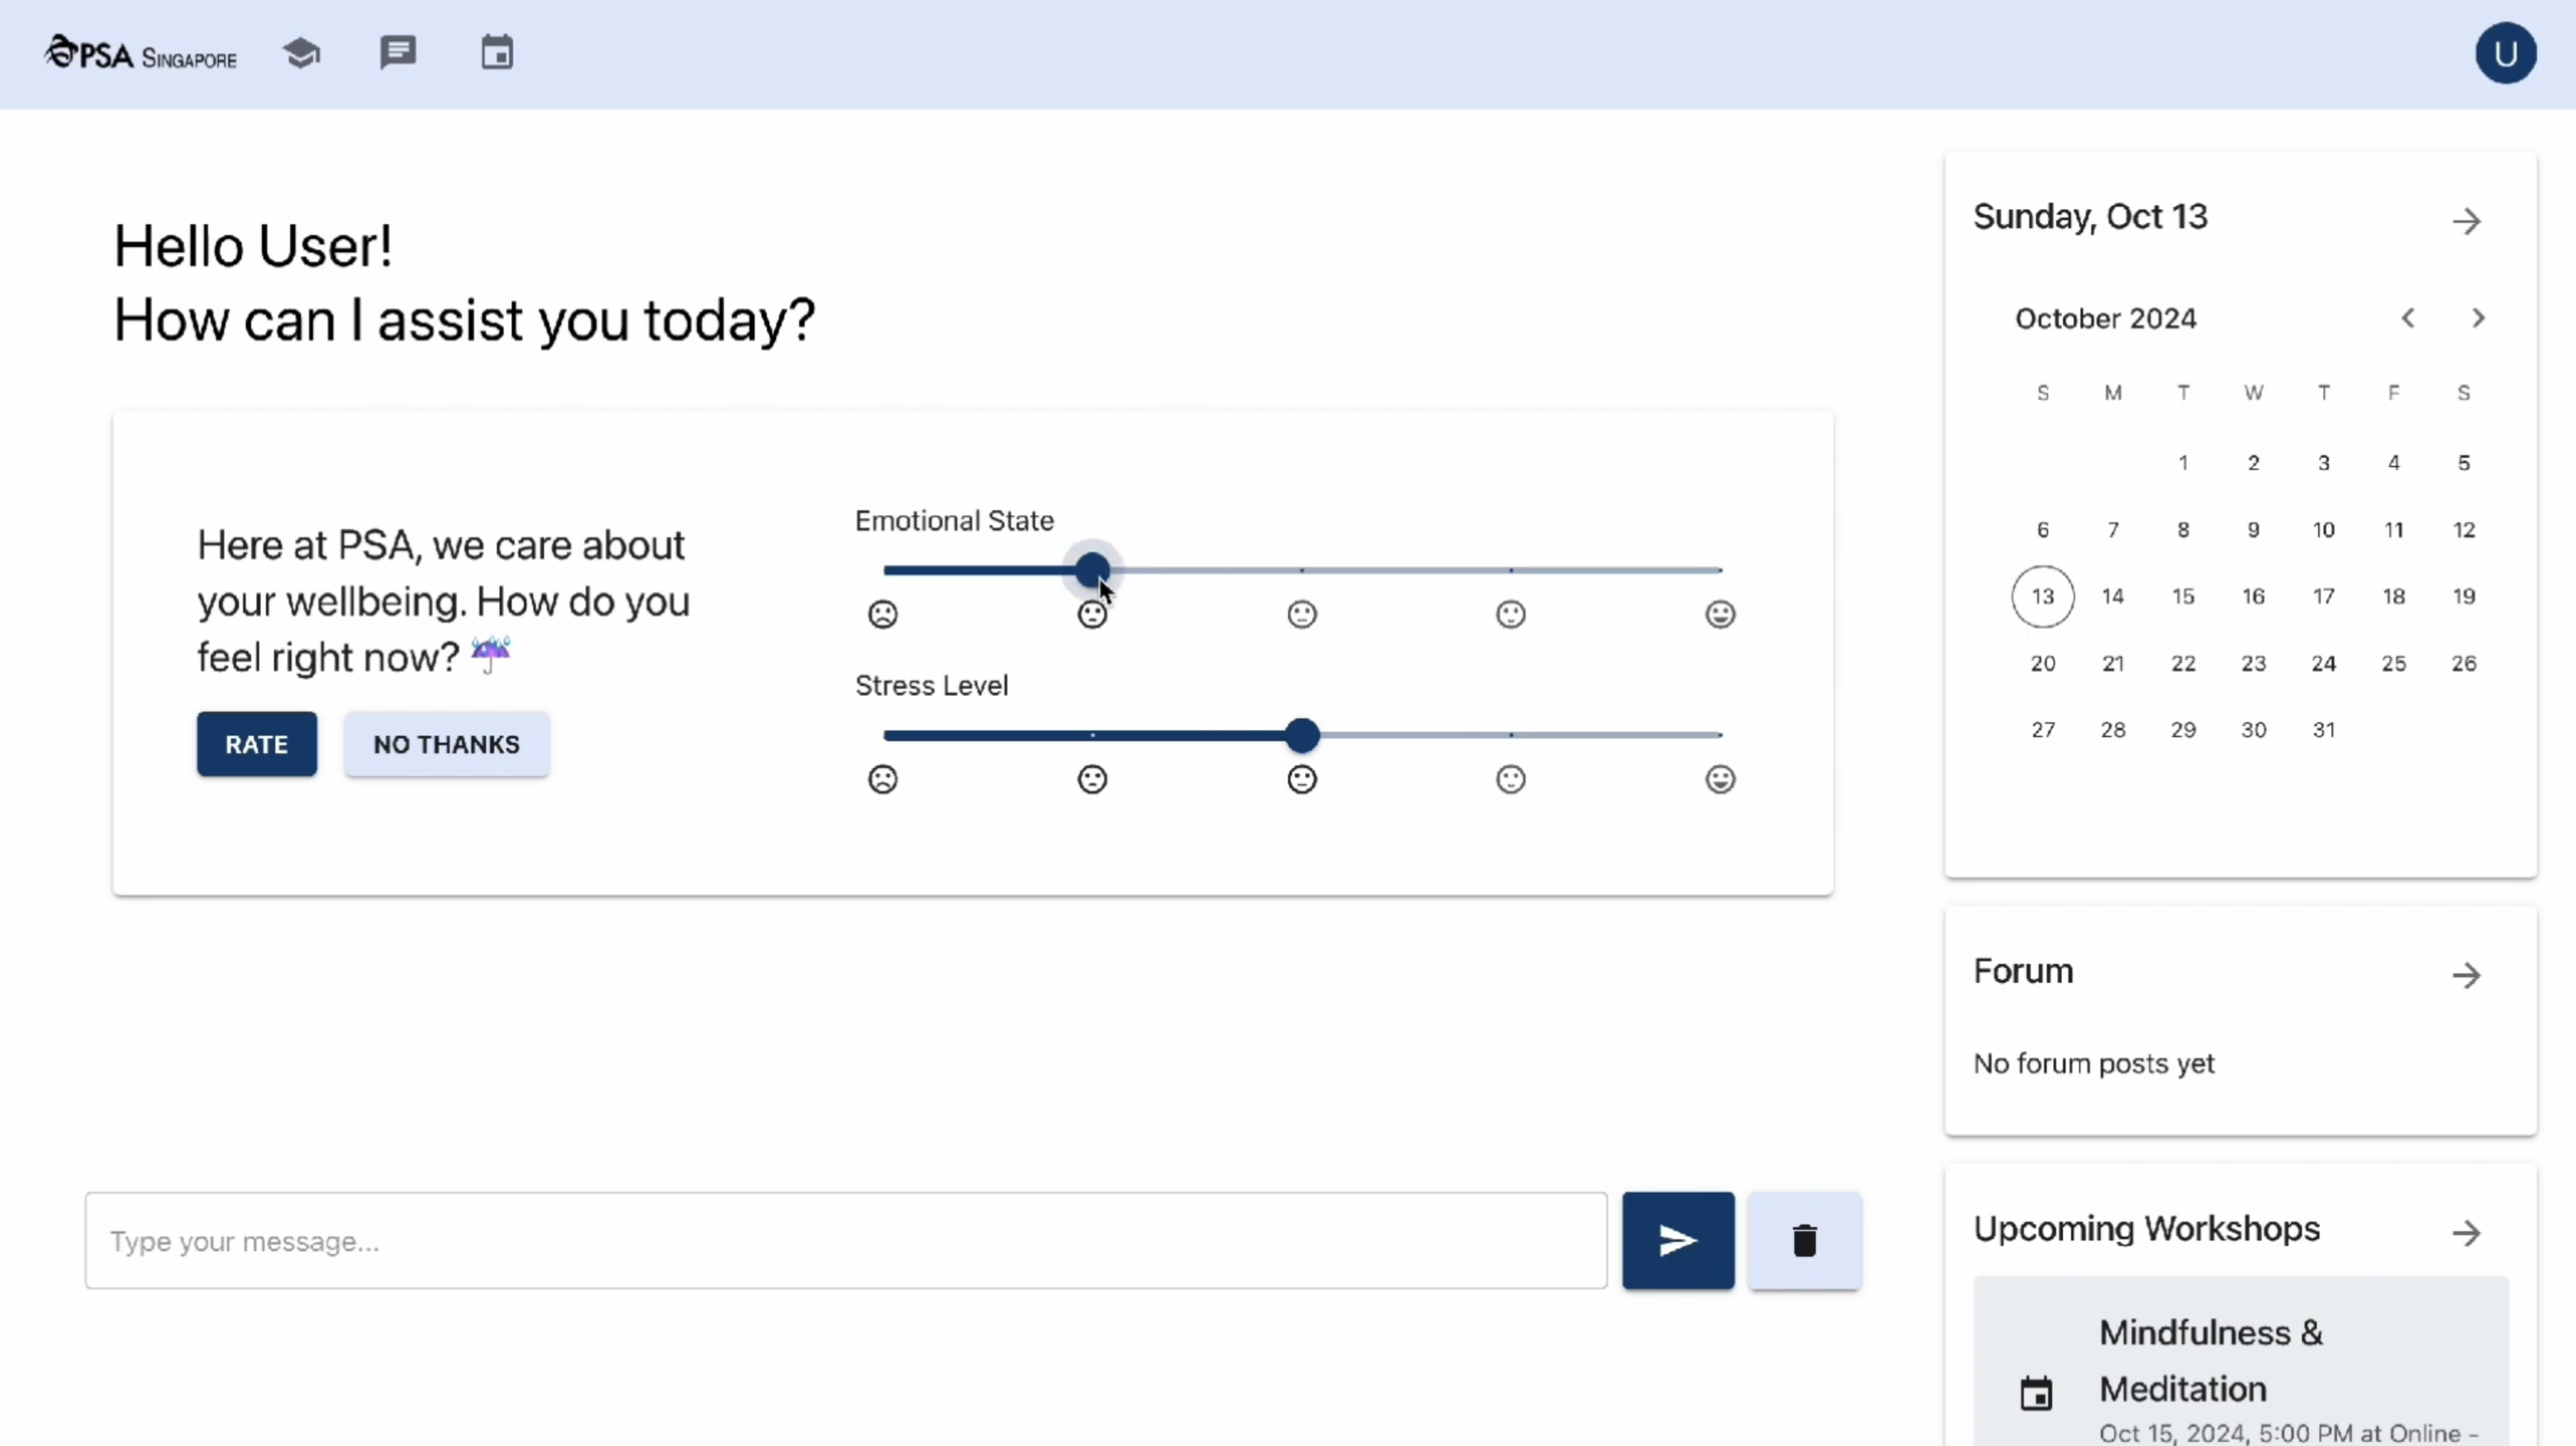 PSA SINGAPORE
U
Hello User!
How can I assist you today?
Here at PSA, we care about
your wellbeing. How do you
feel right now? ☔
RATE
NO THANKS
Emotional State
Stress Level
Type your message...
Sunday, Oct 13
October 2024
S M T W T F S
1 2 3 4 5
6 7 8 9 10 11 12
13 14 15 16 17 18 19
20 21 22 23 24 25 26
27 28 29 30 31
Forum
No forum posts yet
Upcoming Workshops
Mindfulness &
Meditation
Oct 15, 2024, 5:00 PM at Online -